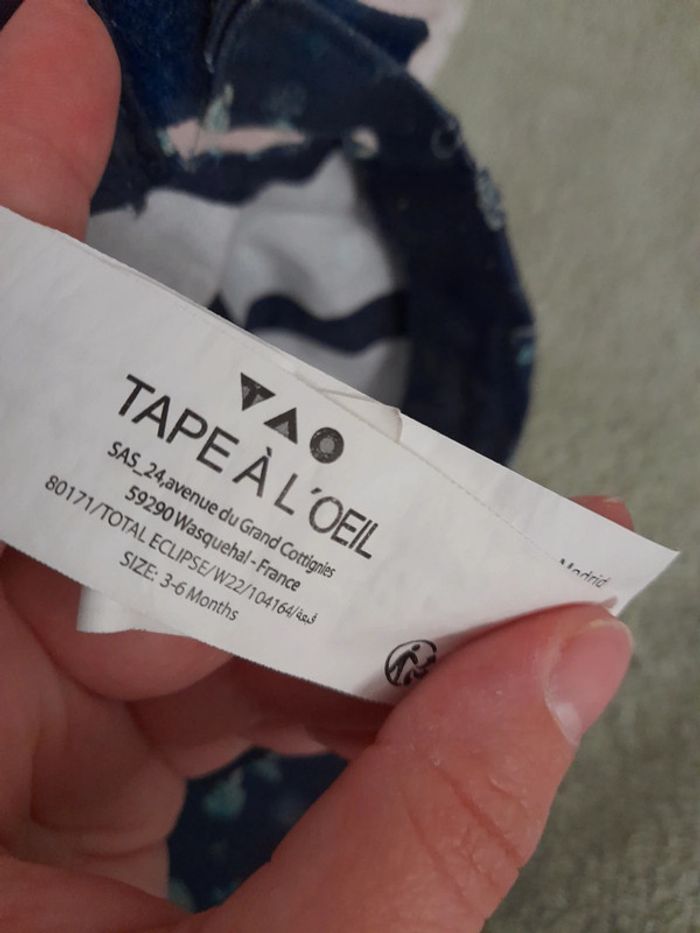 TAPE À L'OEIL
SAS_24,avenue du Grand Cottignies
59290 Wasquehal - France
80171/TOTAL ECLIPSE/W22/104164/قبعة
SIZE: 3-6 Months
Madrid